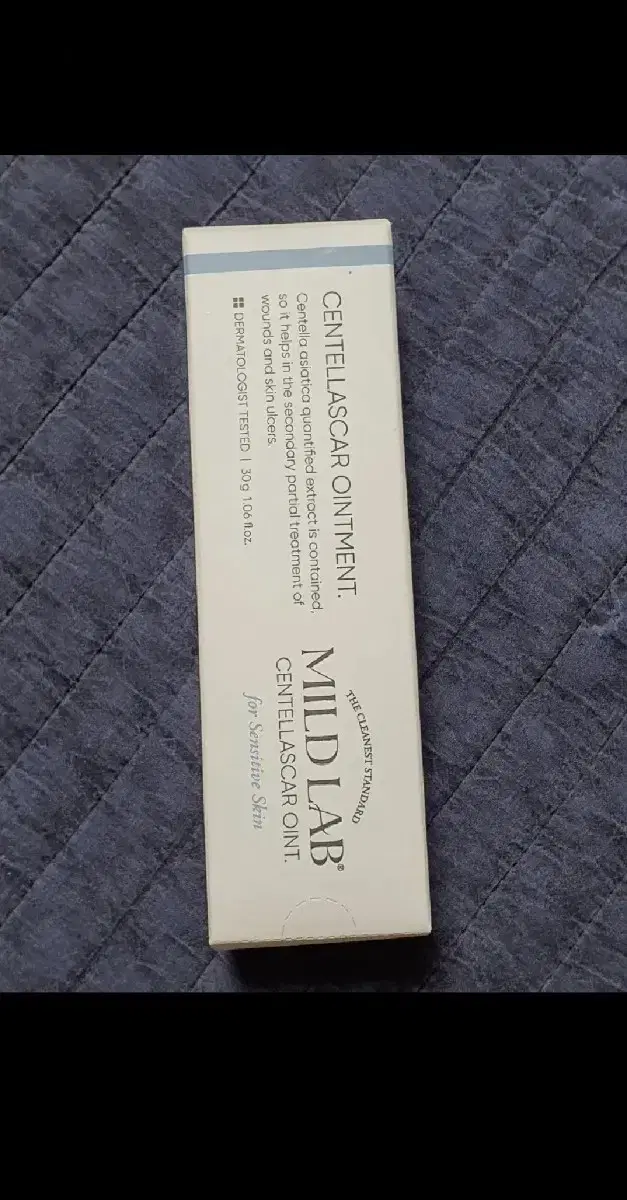 CENTELLASCAR OINTMENT.
Centella asiatica quantified extract is contained,
so it helps in the secondary partial treatment of
wounds and skin ulcers.
DERMATOLOGIST TESTED | 30g 1.06 fl.oz.
THE CLEANEST STANDARD
MILD LAB®
CENTELLASCAR OINT.
for Sensitive Skin